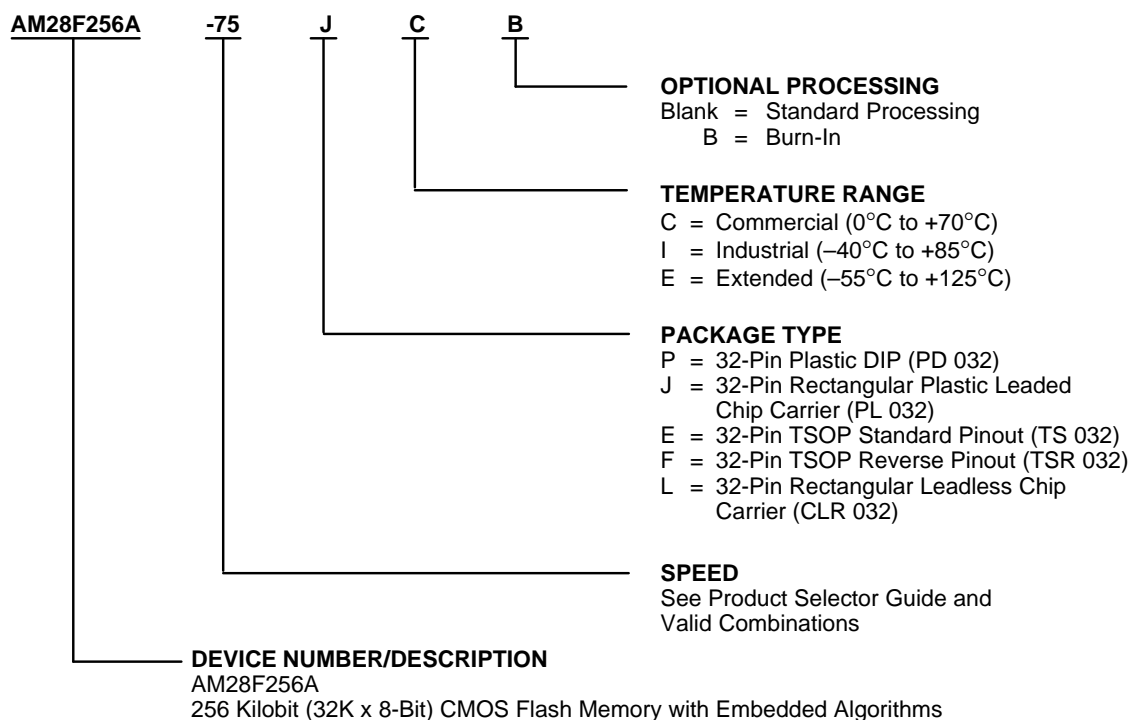 AM28F256A -75 J C B
OPTIONAL PROCESSING
Blank = Standard Processing
B = Burn-In
TEMPERATURE RANGE
C = Commercial (0°C to +70°C)
I = Industrial (–40°C to +85°C)
E = Extended (–55°C to +125°C)
PACKAGE TYPE
P = 32-Pin Plastic DIP (PD 032)
J = 32-Pin Rectangular Plastic Leaded
Chip Carrier (PL 032)
E = 32-Pin TSOP Standard Pinout (TS 032)
F = 32-Pin TSOP Reverse Pinout (TSR 032)
L = 32-Pin Rectangular Leadless Chip
Carrier (CLR 032)
SPEED
See Product Selector Guide and
Valid Combinations
DEVICE NUMBER/DESCRIPTION
AM28F256A
256 Kilobit (32K x 8-Bit) CMOS Flash Memory with Embedded Algorithms